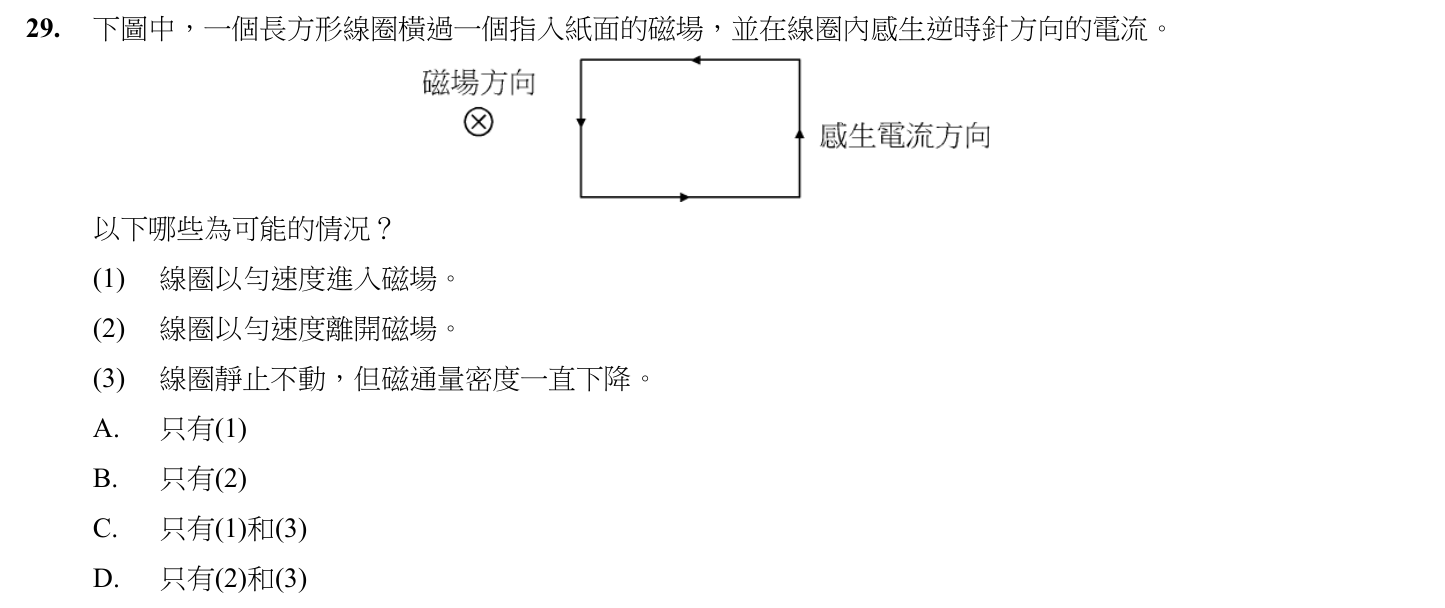 29. 下圖中，一個長方形線圈橫過一個指入紙面的磁場，並在線圈內感生逆時針方向的電流。
磁場方向
感生電流方向
以下哪些為可能的情況？
(1) 線圈以勻速度進入磁場。
(2) 線圈以勻速度離開磁場。
(3) 線圈靜止不動，但磁通量密度一直下降。
A. 只有(1)
B. 只有(2)
C. 只有(1)和(3)
D. 只有(2)和(3)